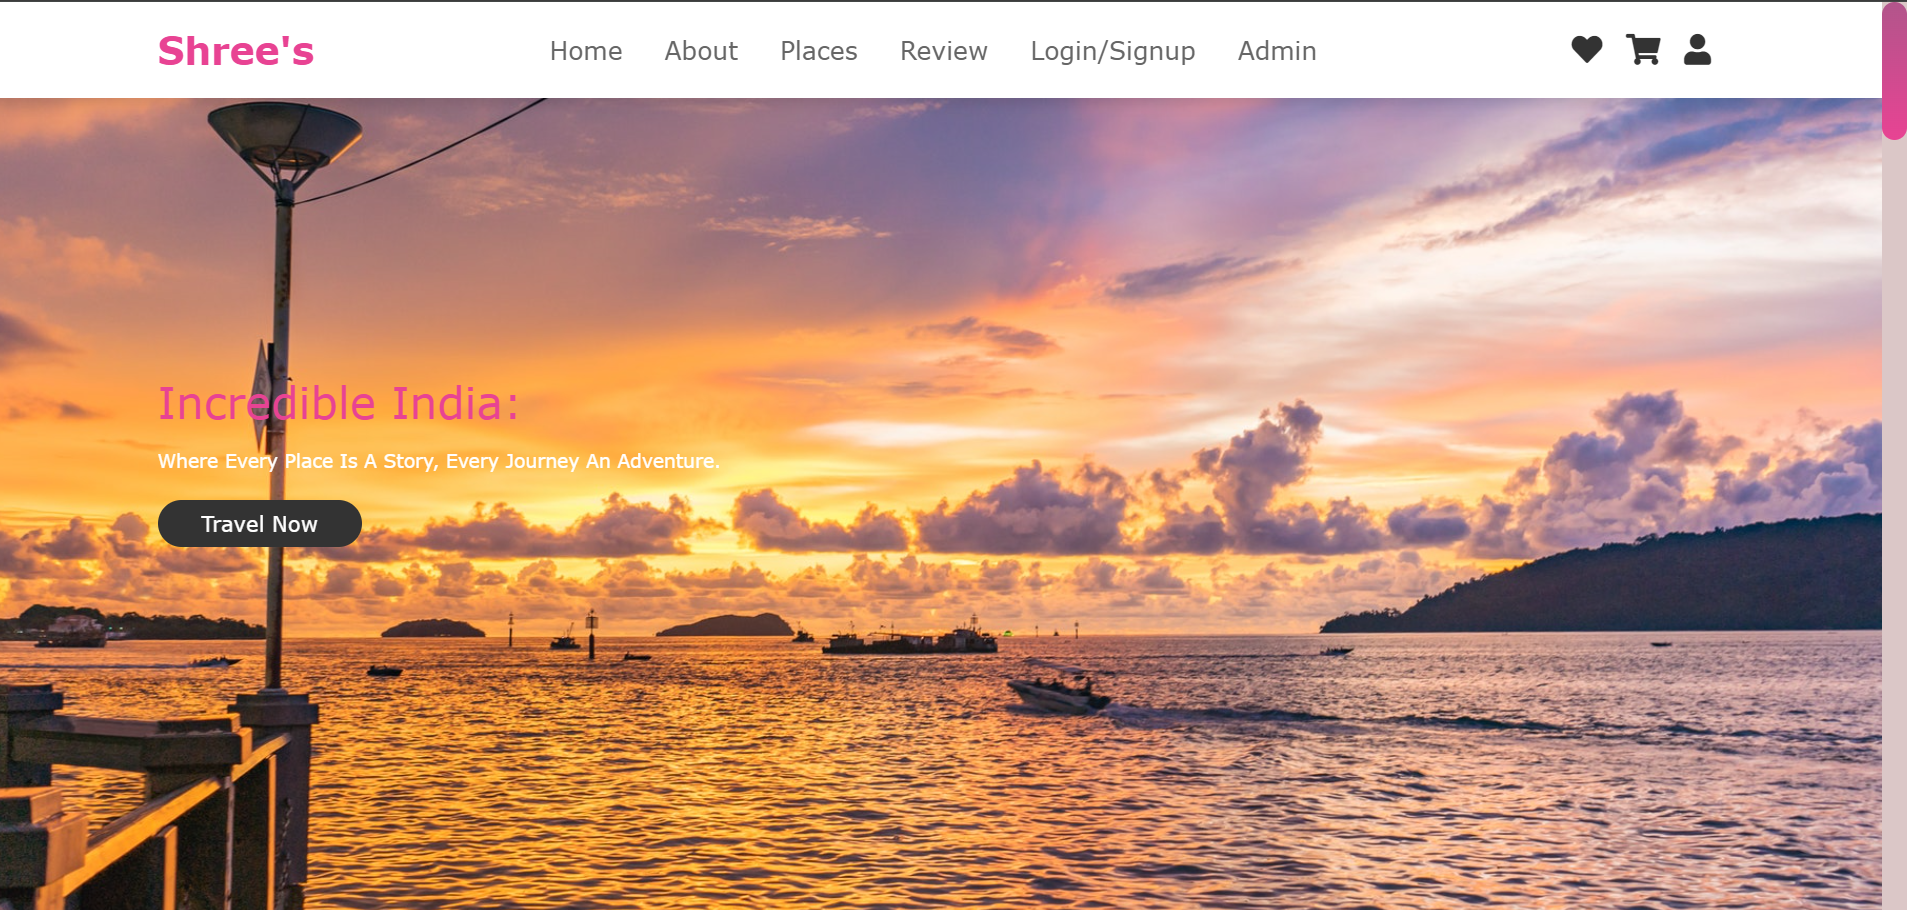 Shree's
Home About Places Review Login/Signup Admin
Incredible India:
Where Every Place Is A Story, Every Journey An Adventure.
Travel Now